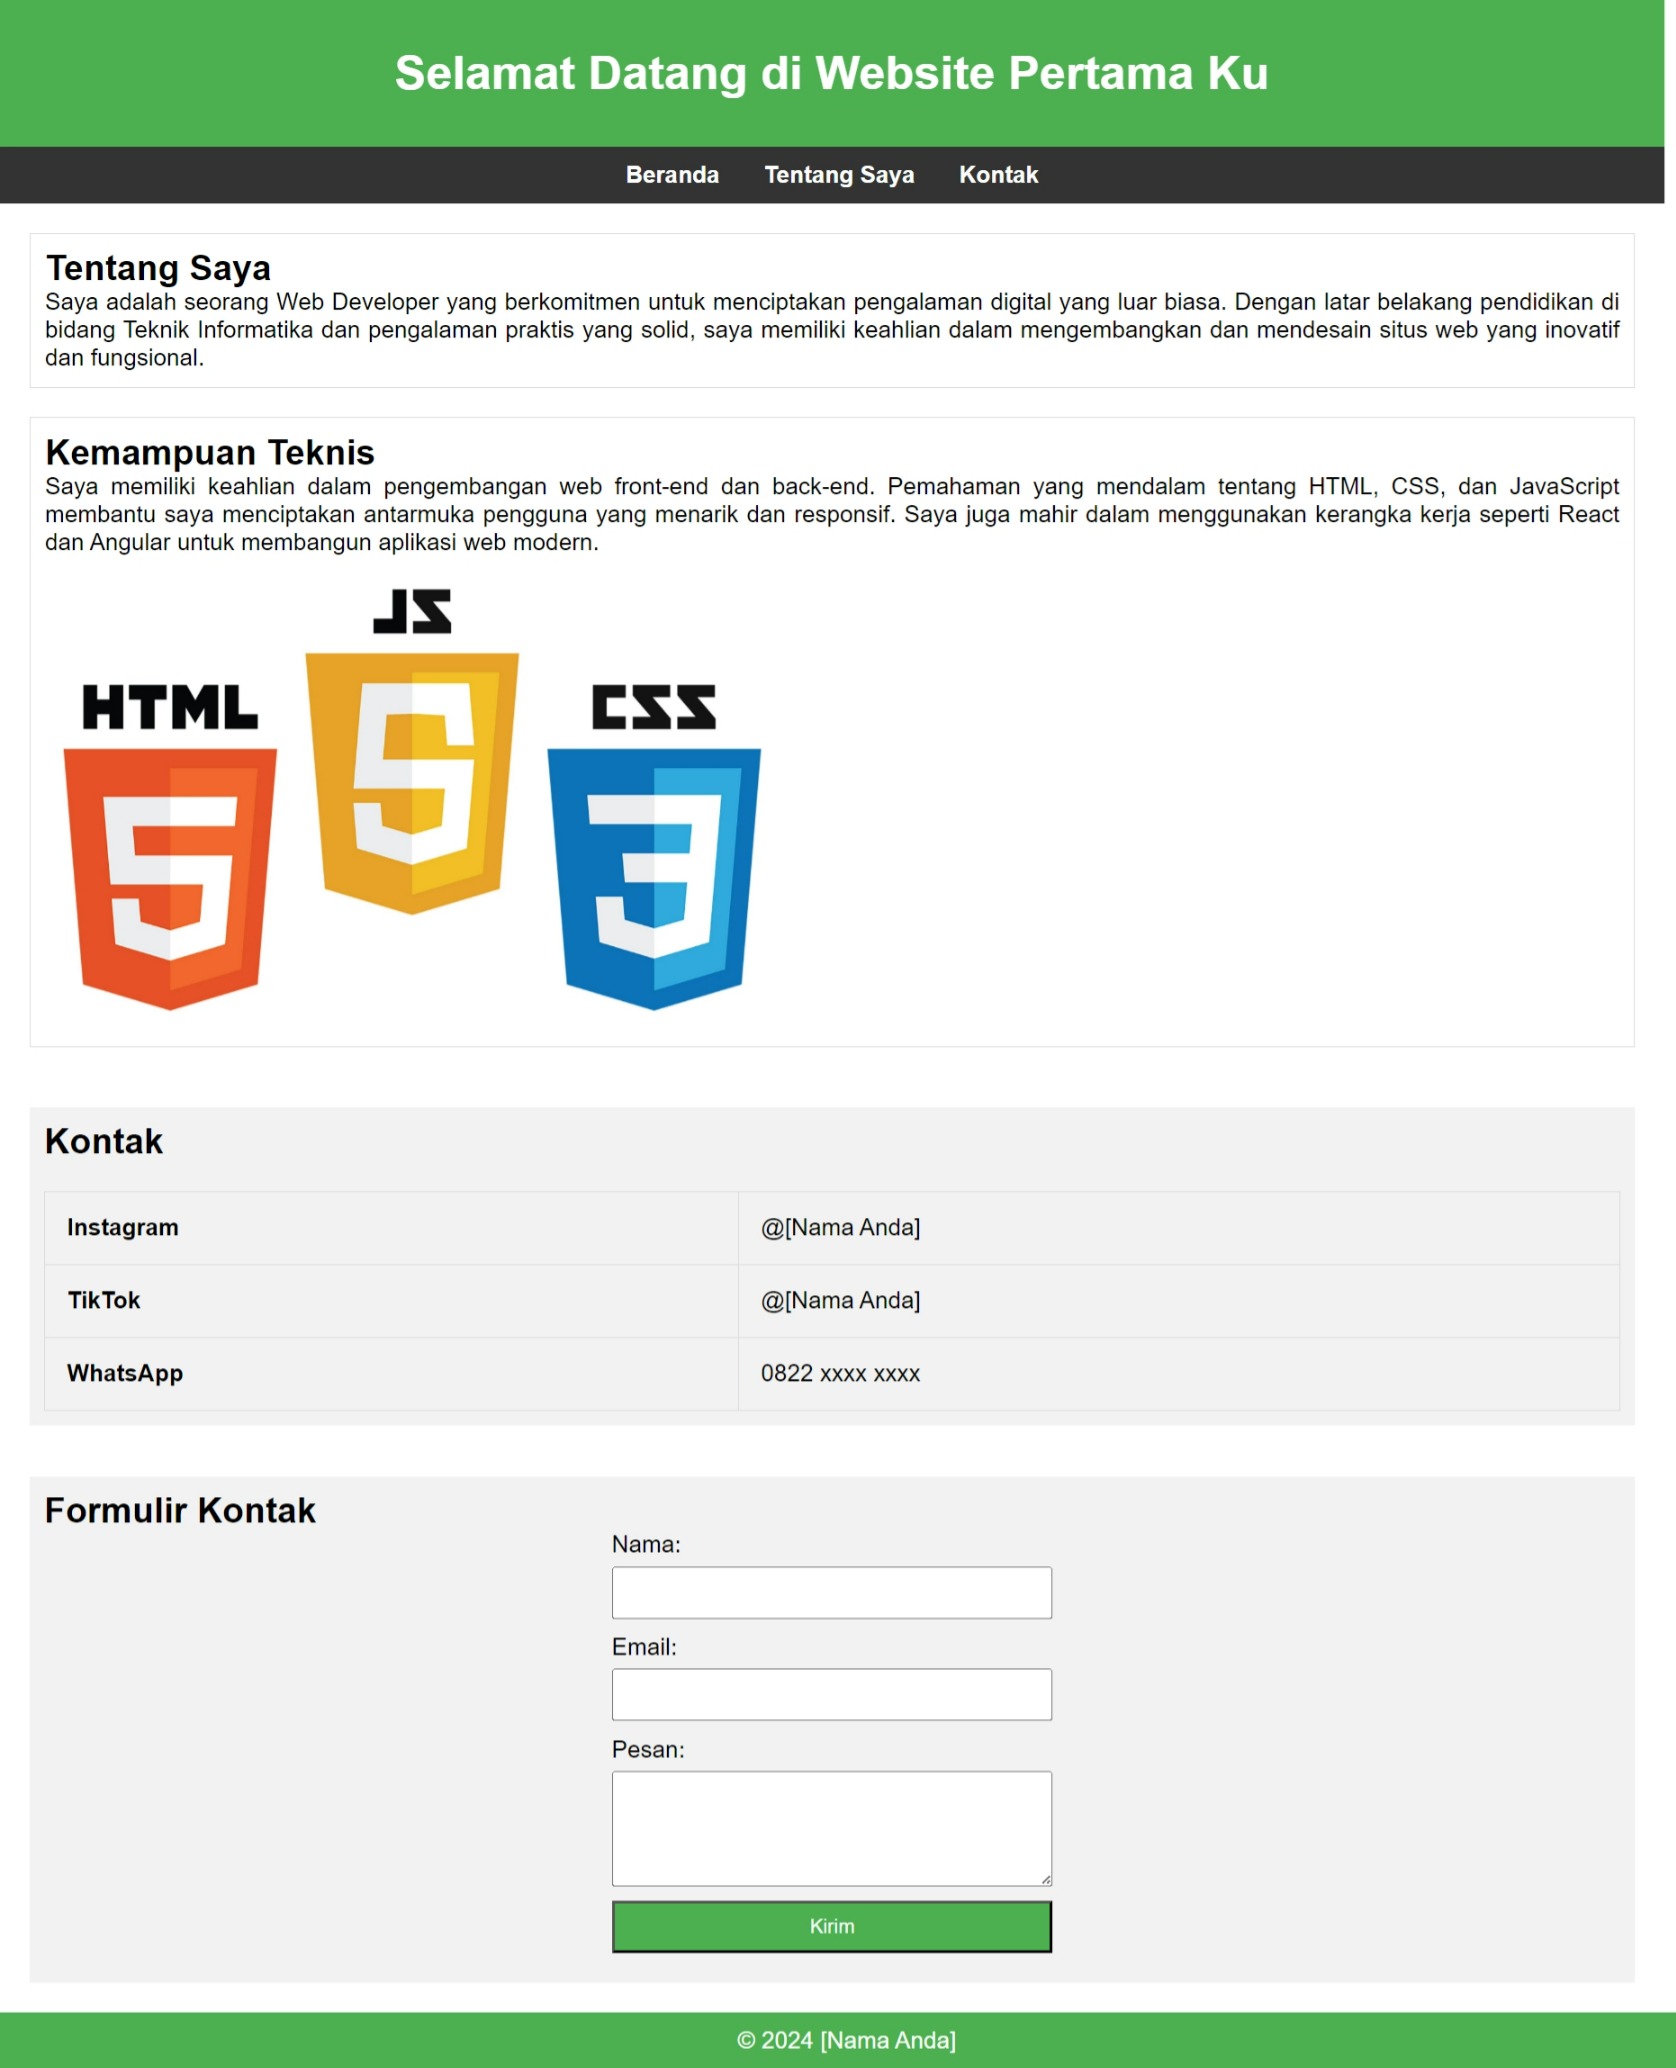 Selamat Datang di Website Pertama Ku
Beranda Tentang Saya Kontak
Tentang Saya
Saya adalah seorang Web Developer yang berkomitmen untuk menciptakan pengalaman digital yang luar biasa. Dengan latar belakang pendidikan di
bidang Teknik Informatika dan pengalaman praktis yang solid, saya memiliki keahlian dalam mengembangkan dan mendesain situs web yang inovatif
dan fungsional.
Kemampuan Teknis
Saya memiliki keahlian dalam pengembangan web front-end dan back-end. Pemahaman yang mendalam tentang HTML, CSS, dan JavaScript
membantu saya menciptakan antarmuka pengguna yang menarik dan responsif. Saya juga mahir dalam menggunakan kerangka kerja seperti React
dan Angular untuk membangun aplikasi web modern.
JS
HTML
CSS
5
5
3
Kontak
Instagram @[Nama Anda]
TikTok @[Nama Anda]
WhatsApp 0822 xxxx xxxx
Formulir Kontak
Nama:
Email:
Pesan:
Kirim
© 2024 [Nama Anda]